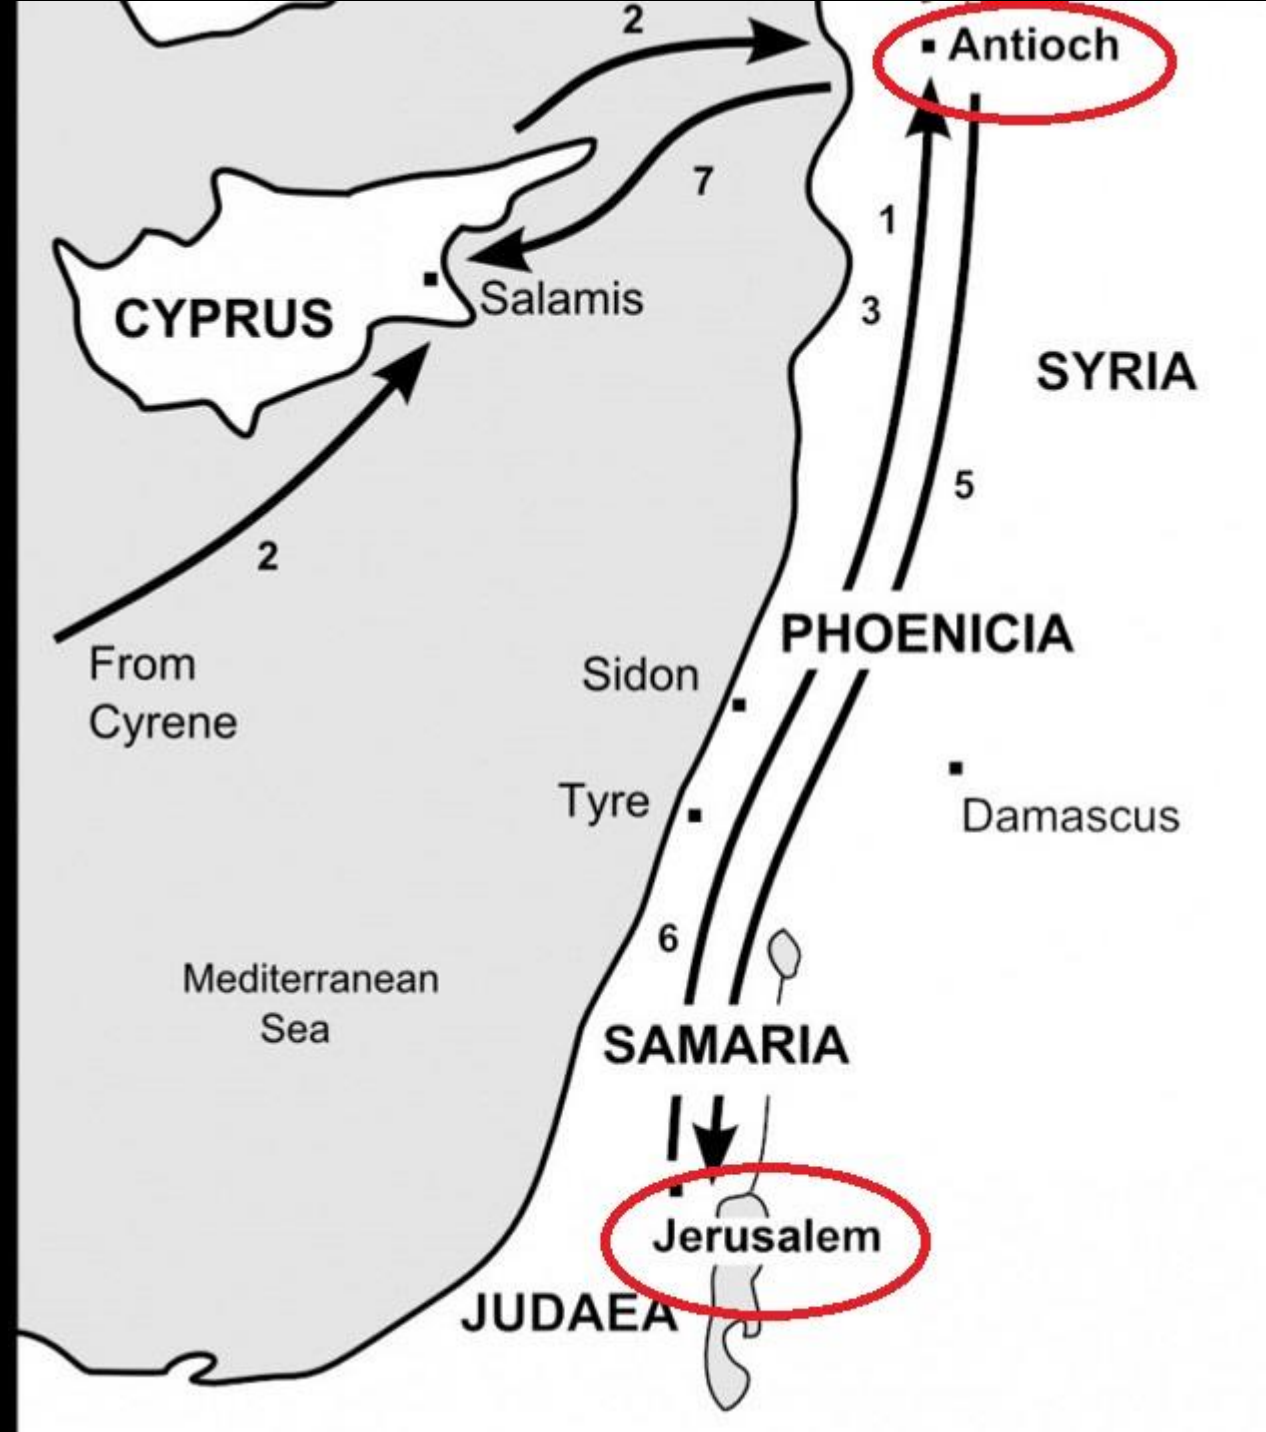 2
Antioch
7
1
Salamis
CYPRUS
3
SYRIA
5
2
PHOENICIA
From
Cyrene
Sidon
Tyre
Damascus
6
Mediterranean
Sea
SAMARIA
Jerusalem
JUDAEA